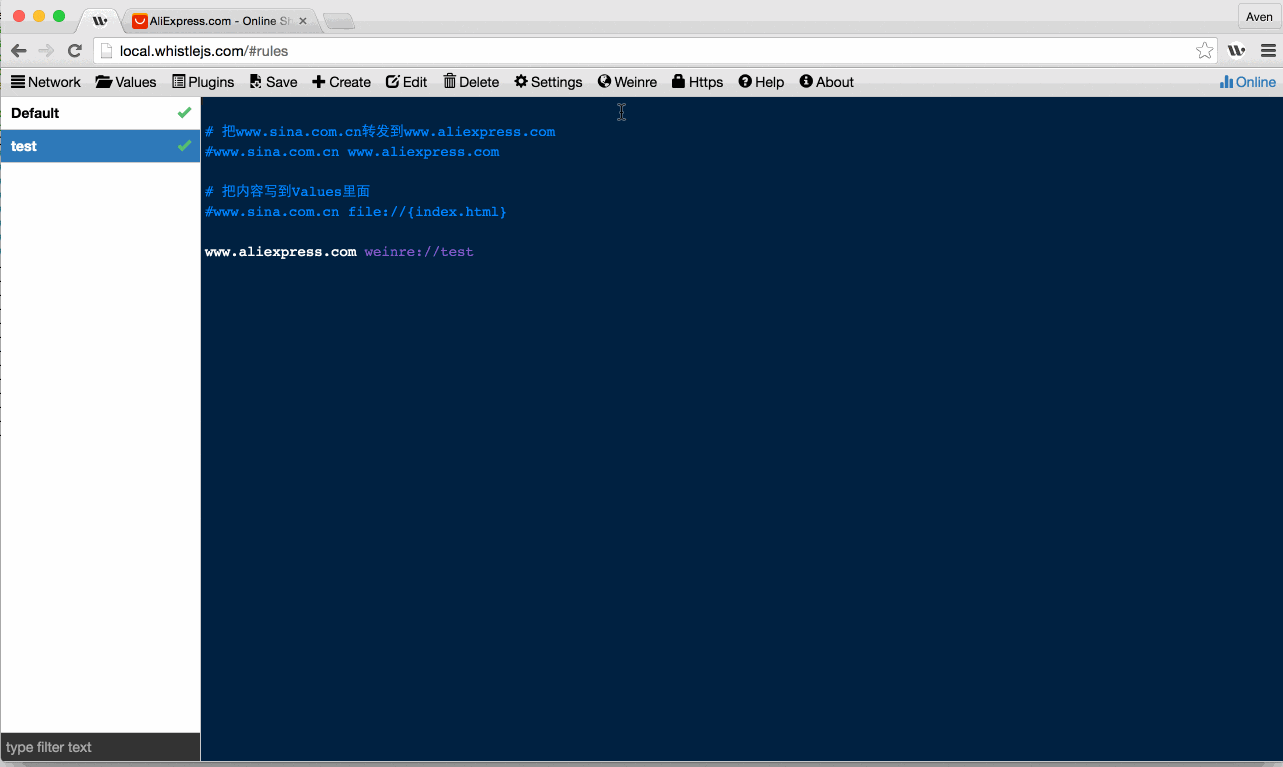 AliExpress.com - Online Sh
Aven
local.whistlejs.com/#rules
Network Values Plugins Save Create Edit Delete Settings Weinre Https Help About Online
Default
test
# 把www.sina.com.cn转发到www.aliexpress.com
#www.sina.com.cn www.aliexpress.com
# 把内容写到Values里面
#www.sina.com.cn file://{index.html}
www.aliexpress.com weinre://test
type filter text